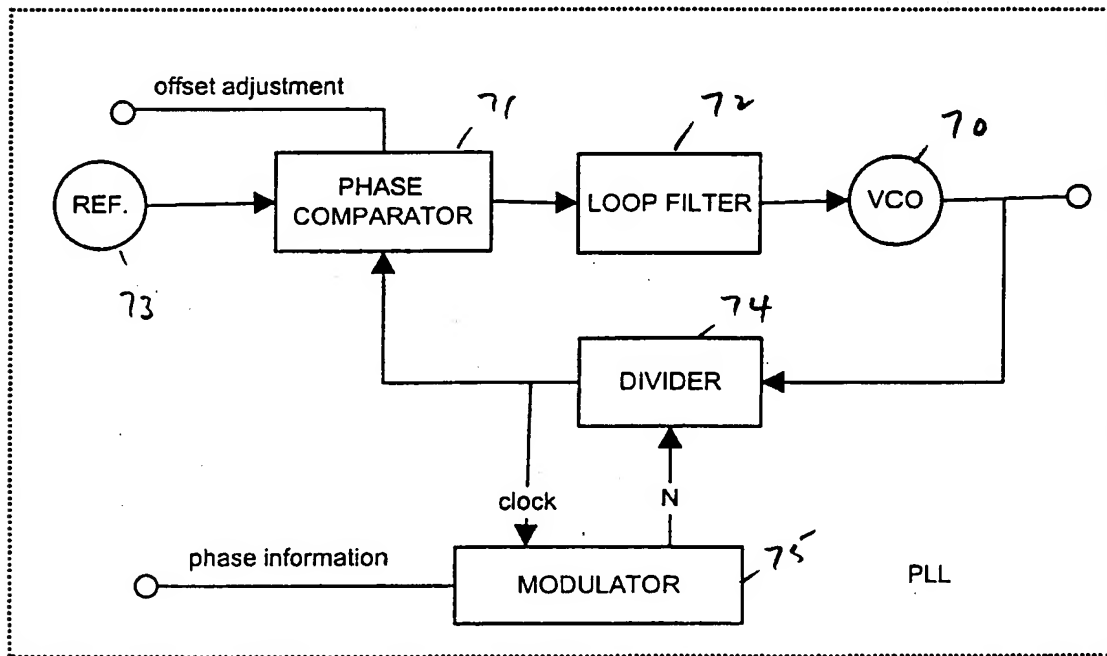 offset adjustment
71
72
70
REF.
PHASE
COMPARATOR
LOOP FILTER
VCO
73
74
DIVIDER
clock
N
phase information
MODULATOR
75
PLL